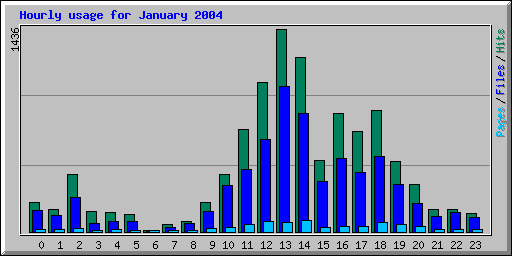 Hourly usage for January 2004
1436
Pages/Files/Hits
0 1 2 3 4 5 6 7 8 9 10 11 12 13 14 15 16 17 18 19 20 21 22 23